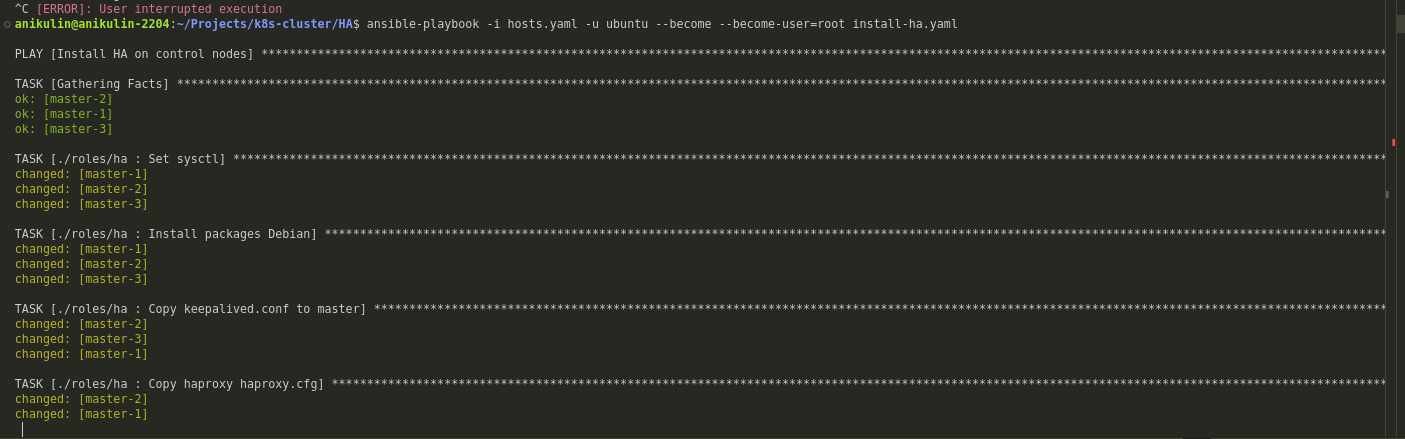 ^C [ERROR]: User interrupted execution
anikulin@anikulin-2204:~/Projects/k8s-cluster/HA$ ansible-playbook -i hosts.yaml -u ubuntu --become --become-user=root install-ha.yaml
PLAY [Install HA on control nodes] ****************************************************************************************************************************************************************
TASK [Gathering Facts] ****************************************************************************************************************************************************************************
ok: [master-2]
ok: [master-1]
ok: [master-3]
TASK [./roles/ha : Set sysctl] ********************************************************************************************************************************************************************
changed: [master-1]
changed: [master-2]
changed: [master-3]
TASK [./roles/ha : Install packages Debian] *******************************************************************************************************************************************************
changed: [master-1]
changed: [master-2]
changed: [master-3]
TASK [./roles/ha : Copy keepalived.conf to master] ************************************************************************************************************************************************
changed: [master-2]
changed: [master-3]
changed: [master-1]
TASK [./roles/ha : Copy haproxy haproxy.cfg] ******************************************************************************************************************************************************
changed: [master-2]
changed: [master-1]